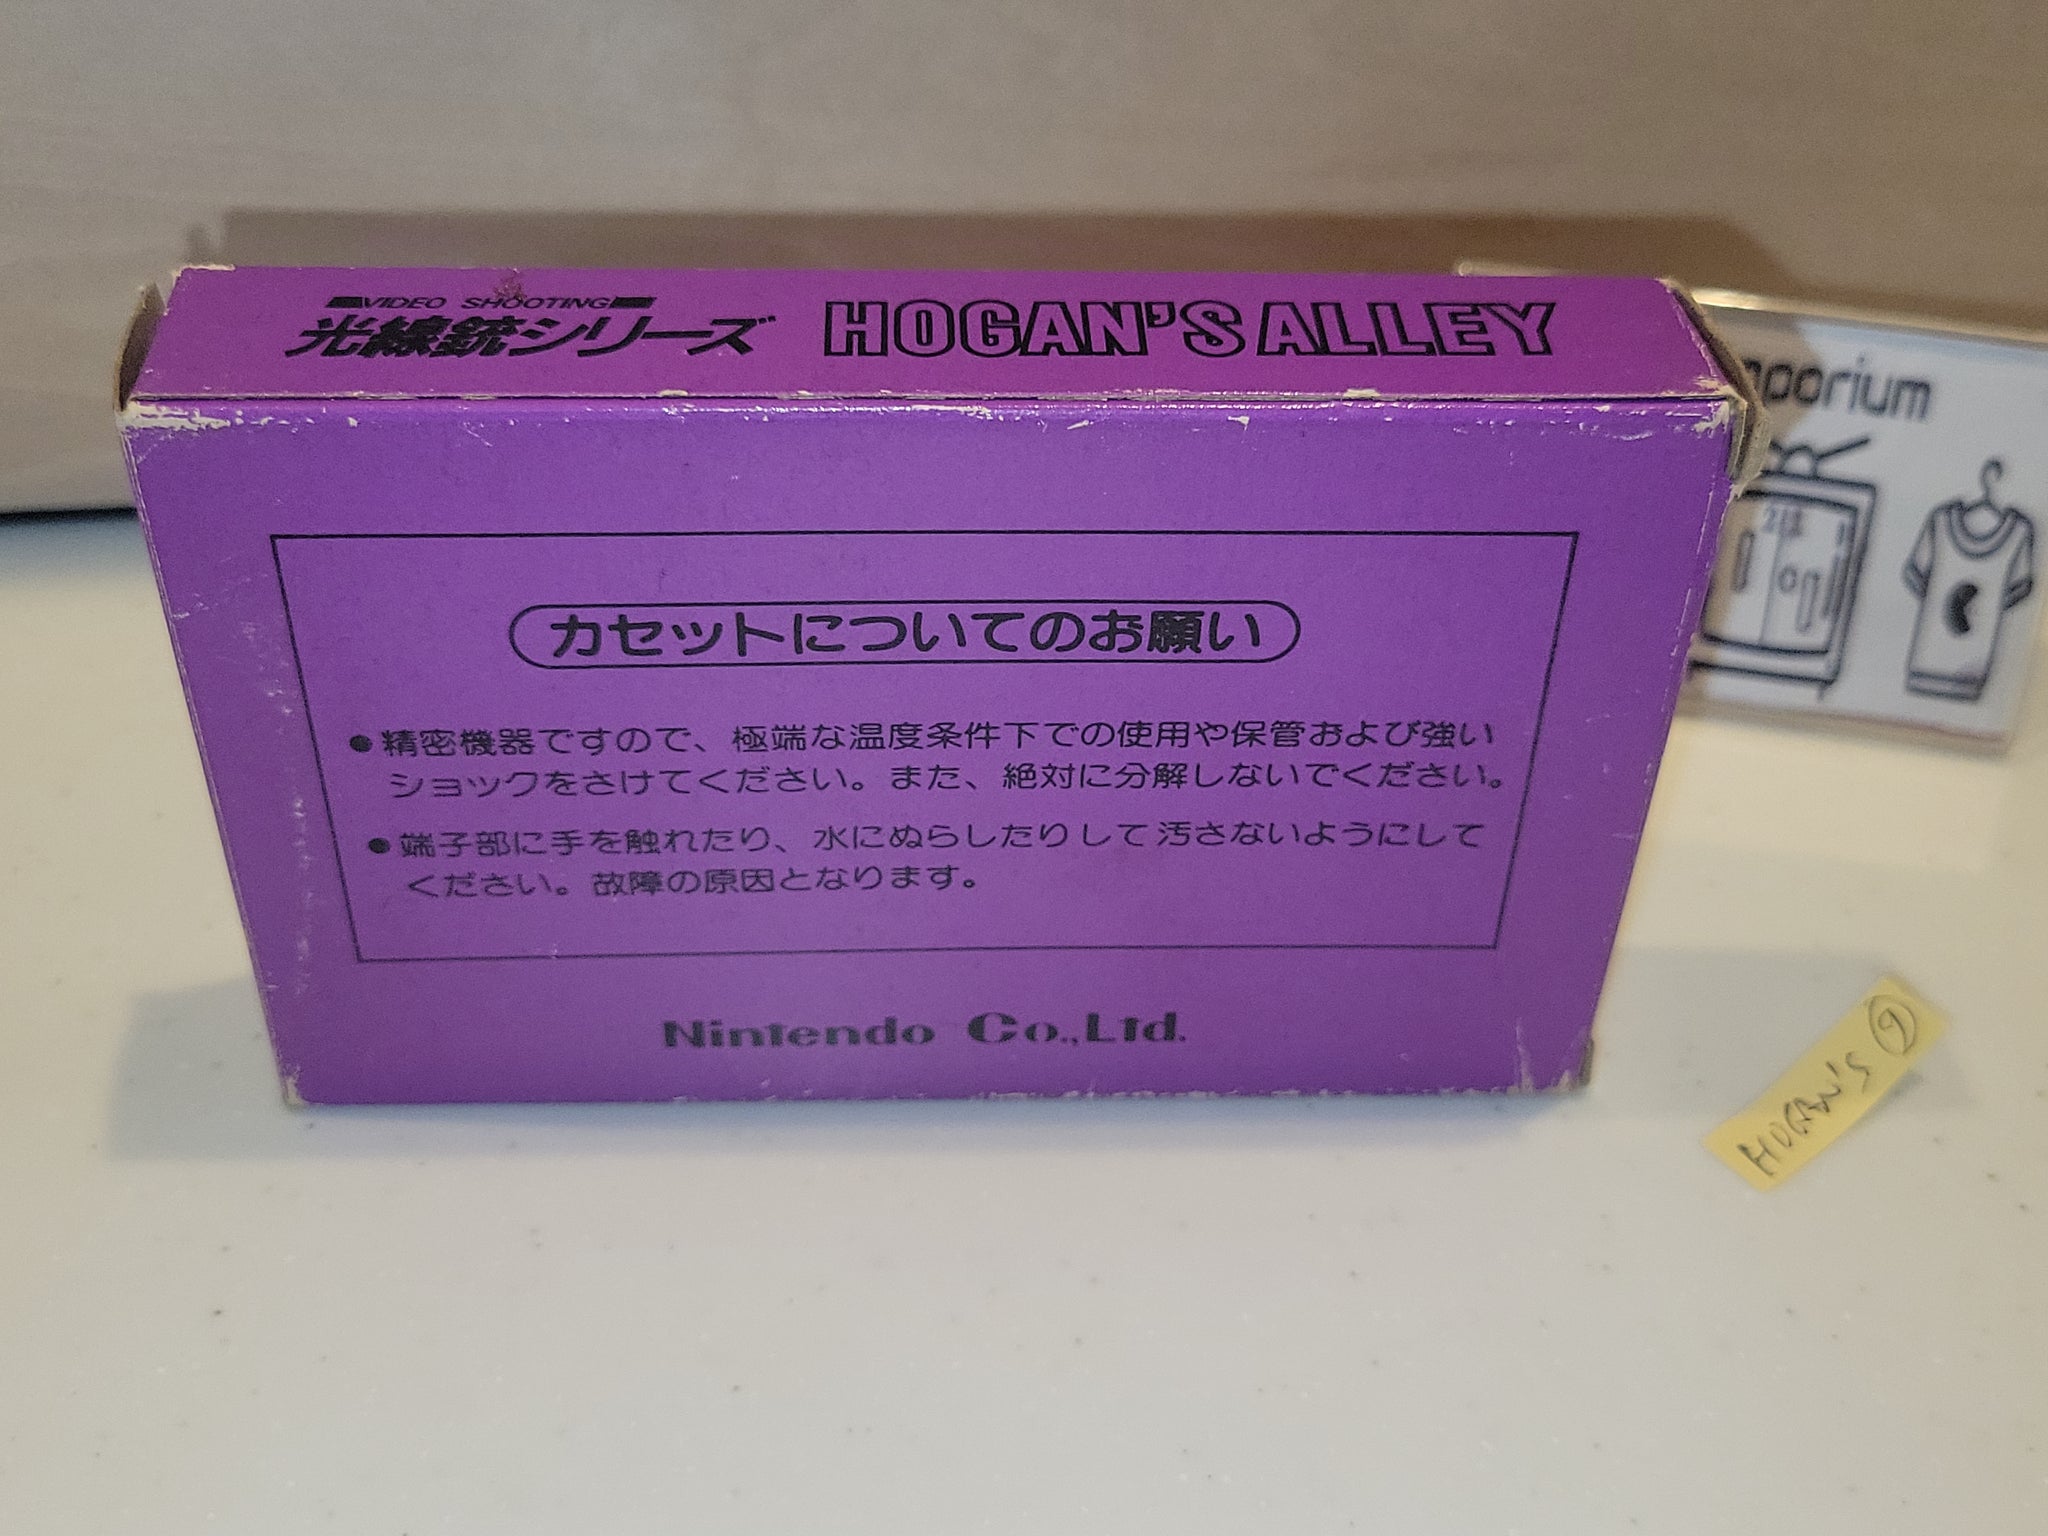 VIDEO SHOOTING
光線銃シリーズ HOGAN'S ALLEY
カセットについてのお願い
●精密機器ですので、極端な温度条件下での使用や保管および強い
ショックをさけてください。また、絶対に分解しないでください。
●端子部に手を触れたり、水にぬらしたりして汚さないようにして
ください。故障の原因となります。
Nintendo Co.,Ltd.
mporium
HOGAN'S 9